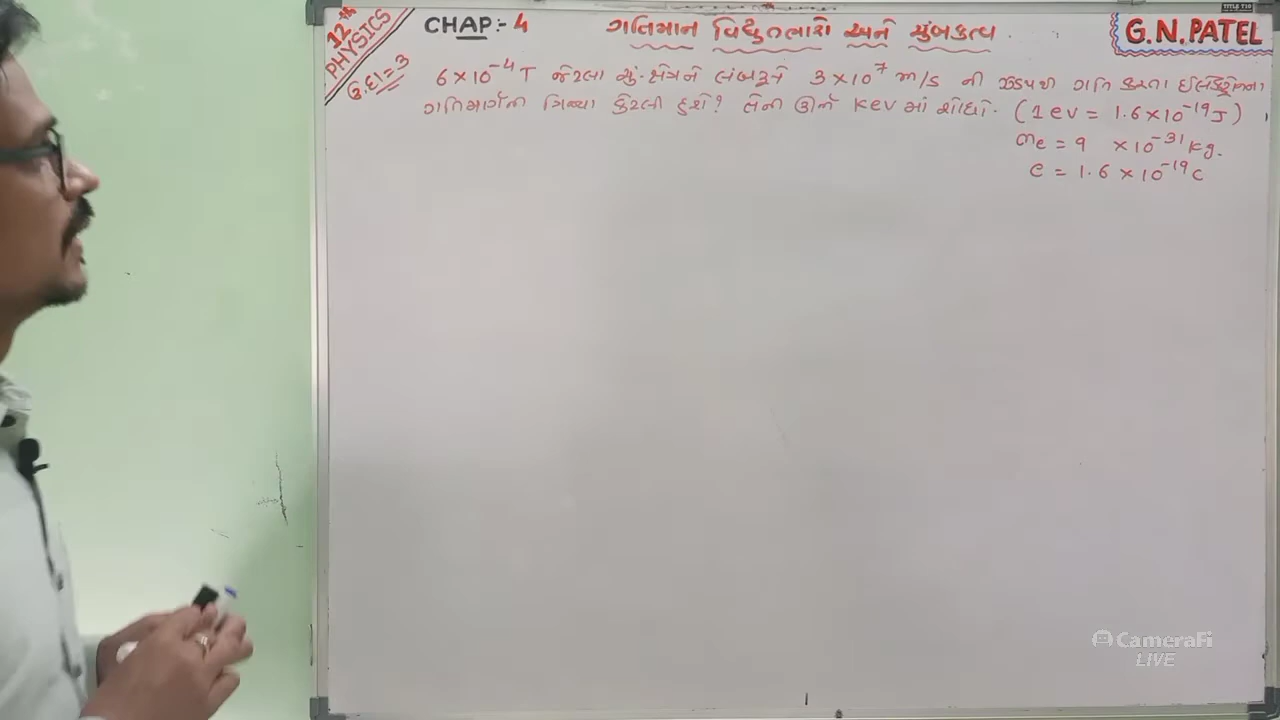 12th PHYSICS
CHAP:- 4 ગતિમાન વિદ્યુતભારો અને ચુંબકત્વ.
G.N.PATEL
ઉ.દા=3
6×10⁻⁴ T જેટલા ચું.ક્ષેત્રને લંબરૂપે 3×10⁷ m/s ની ઝડપથી ગતિ કરતા ઇલેક્ટ્રોનના
ગતિમાર્ગની ત્રિજ્યા કેટલી હશે? તેની ઊર્જા KeV માં શોધો. (1 eV = 1.6×10⁻¹⁹ J)
me = 9 ×10⁻³¹ kg.
e = 1.6×10⁻¹⁹ C
CameraFi
LIVE